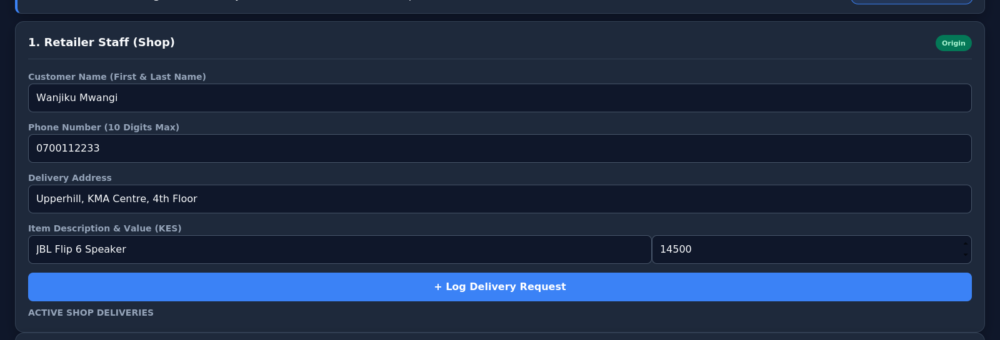 1. Retailer Staff (Shop)
Origin
Customer Name (First & Last Name)
Wanjiku Mwangi
Phone Number (10 Digits Max)
0700112233
Delivery Address
Upperhill, KMA Centre, 4th Floor
Item Description & Value (KES)
JBL Flip 6 Speaker
14500
+ Log Delivery Request
ACTIVE SHOP DELIVERIES